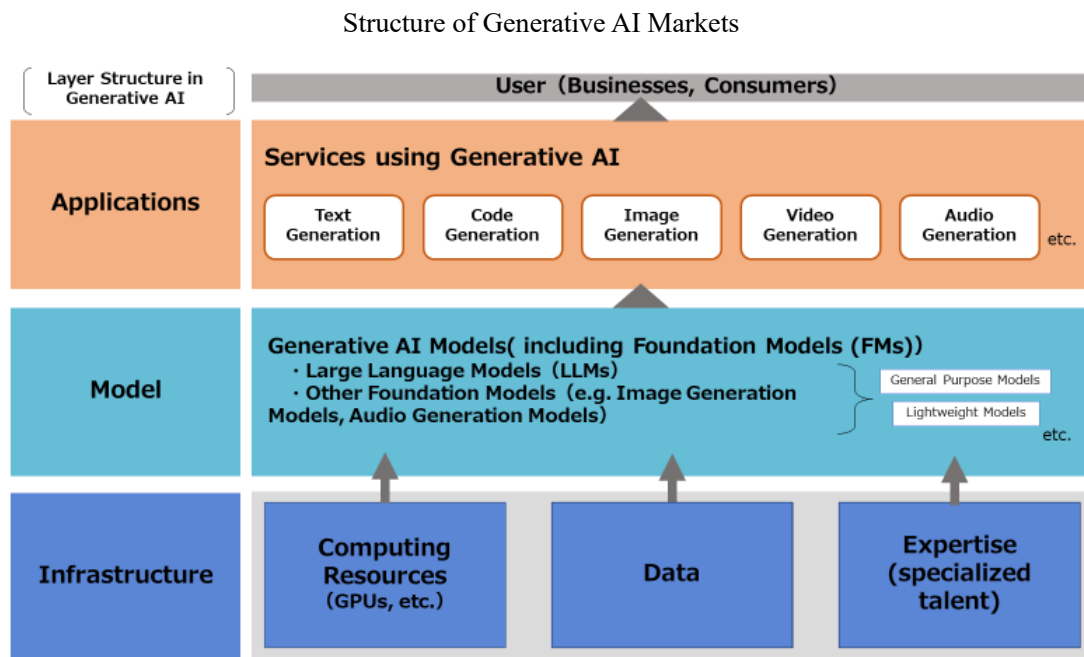 Structure of Generative AI Markets
Layer Structure in
Generative AI
User（Businesses, Consumers）
Applications
Services using Generative AI
Text
Generation
Code
Generation
Image
Generation
Video
Generation
Audio
Generation
etc.
Model
Generative AI Models( including Foundation Models (FMs)）
・Large Language Models（LLMs）
・Other Foundation Models（e.g. Image Generation
Models, Audio Generation Models）
General Purpose Models
Lightweight Models
etc.
Infrastructure
Computing
Resources
（GPUs, etc.）
Data
Expertise
(specialized
talent)